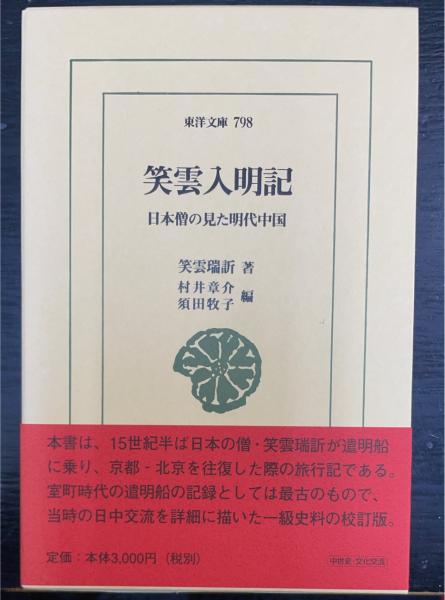 東洋文庫 798
笑雲入明記
日本僧の見た明代中国
笑雲瑞訢 著
村井章介
須田牧子 編
本書は、15世紀半ば日本の僧・笑雲瑞訢が遣明船
に乗り、京都‐北京を往復した際の旅行記である。
室町時代の遣明船の記録としては最古のもので、
当時の日中交流を詳細に描いた一級史料の校訂版。
定価：本体3,000円（税別）
中世史・文化交流